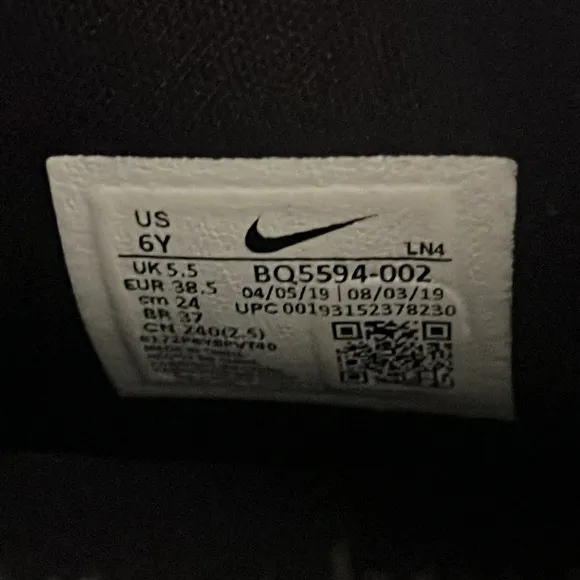 US
6Y
LN4
UK 5.5
BQ5594-002
EUR 38.5
04/05/19 | 08/03/19
cm 24
UPC 00193152378230
BR 37
CN 240(2.5)